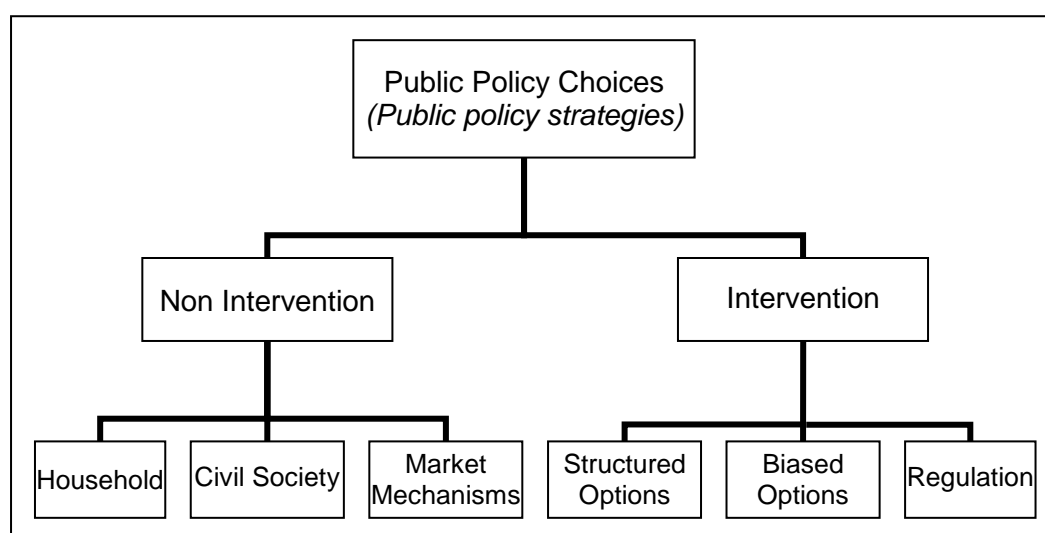 Public Policy Choices
(Public policy strategies)
Non Intervention
Intervention
Household
Civil Society
Market
Mechanisms
Structured
Options
Biased
Options
Regulation